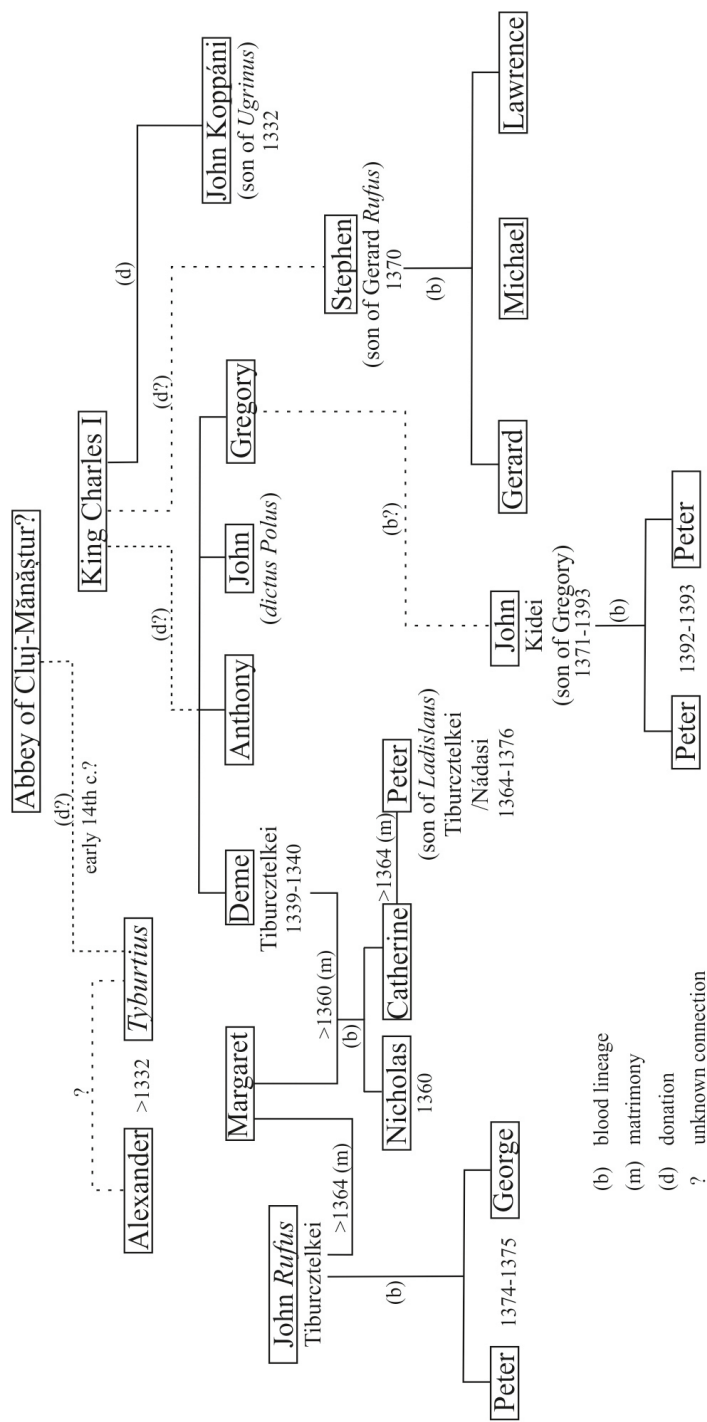 Abbey of Cluj-Mănăștur?
(d?)
early 14th c.?
King Charles I
(d)
(d?)
(d?)
?
Alexander
>1332
Tyburtius
John Koppáni
(son of Ugrinus)
1332
Margaret
Deme
Tiburcztelkei
1339-1340
Anthony
John
(dictus Polus)
Gregory
Stephen
(son of Gerard Rufus)
1370
(b)
John Rufus
Tiburcztelkei
>1364 (m)
>1360 (m)
(b)
Nicholas
1360
Catherine
>1364 (m)
Peter
(son of Ladislaus)
Tiburcztelkei
/Nádasi
1364-1376
(b?)
John
Kidei
(son of Gregory)
1371-1393
(b)
Gerard
Michael
Lawrence
(b)
Peter
1374-1375
George
Peter
1392-1393
Peter
(b) blood lineage
(m) matrimony
(d) donation
? unknown connection